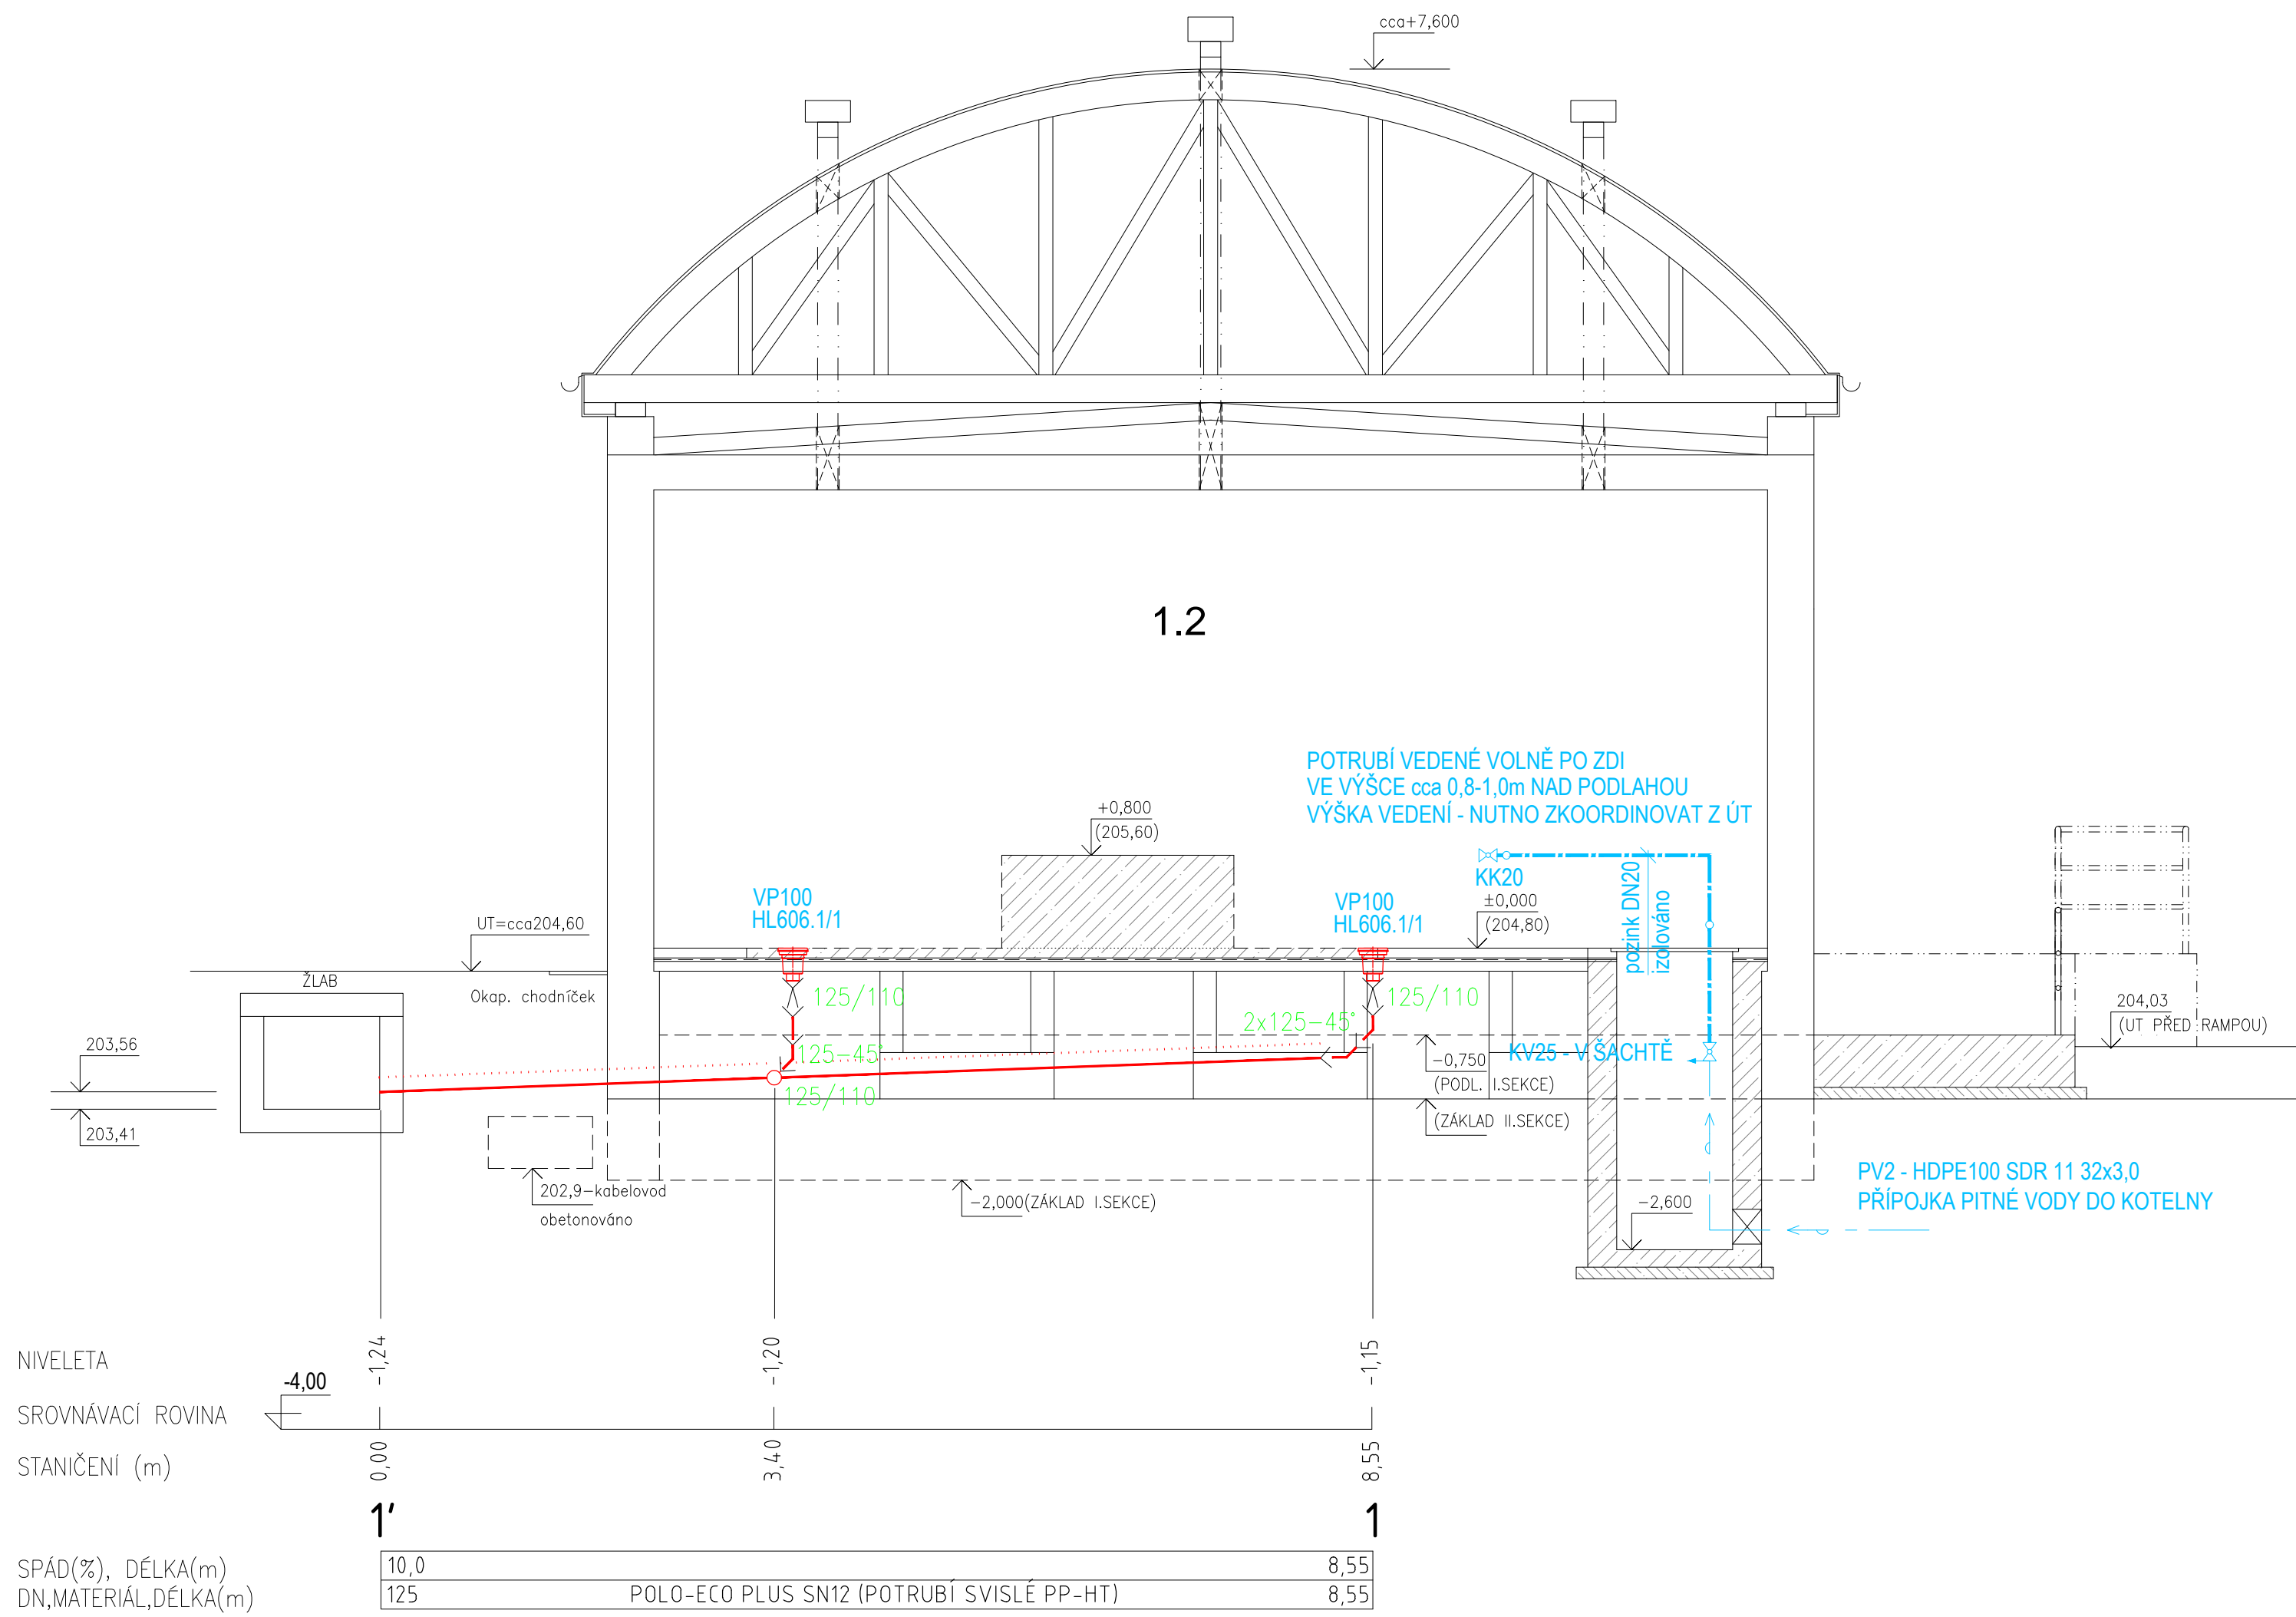 cca+7,600
1.2
POTRUBÍ VEDENÉ VOLNĚ PO ZDI
VE VÝŠCE cca 0,8-1,0m NAD PODLAHOU
VÝŠKA VEDENÍ - NUTNO ZKOORDINOVAT Z ÚT
+0,800
(205,60)
VP100
HL606.1/1
VP100
HL606.1/1
KK20
±0,000
(204,80)
pozink DN20
izolováno
UT=cca204,60
ŽLAB
Okap. chodníček
125/110
125/110
2x125-45°
125-45°
125/110
203,56
203,41
-0,750
(PODL. I.SEKCE)
KV25 - V ŠACHTĚ
(ZÁKLAD II.SEKCE)
204,03
(UT PŘED RAMPOU)
202,9-kabelovod
obetonováno
-2,000(ZÁKLAD I.SEKCE)
-2,600
PV2 - HDPE100 SDR 11 32x3,0
PŘÍPOJKA PITNÉ VODY DO KOTELNY
NIVELETA
-1,24
-1,20
-1,15
-4,00
SROVNÁVACÍ ROVINA
STANIČENÍ (m)
0,00
3,40
8,55
1'
1
SPÁD(%), DÉLKA(m)
10,0
8,55
DN,MATERIÁL,DÉLKA(m)
125
POLO-ECO PLUS SN12 (POTRUBÍ SVISLÉ PP-HT)
8,55